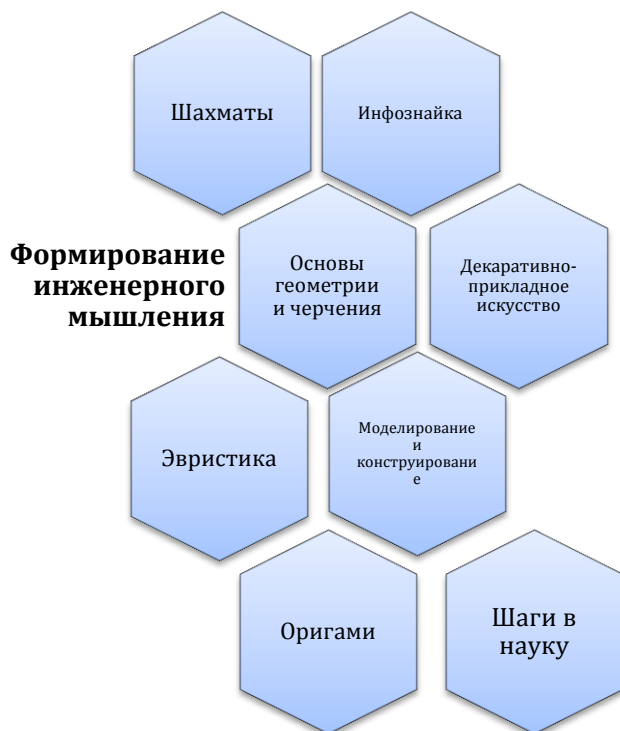 Шахматы
Инфознайка
Формирование
инженерного
мышления
Основы
геометрии
и черчения
Декаративно-
прикладное
искусство
Эвристика
Моделирование
и
конструировани
е
Оригами
Шаги в
науку